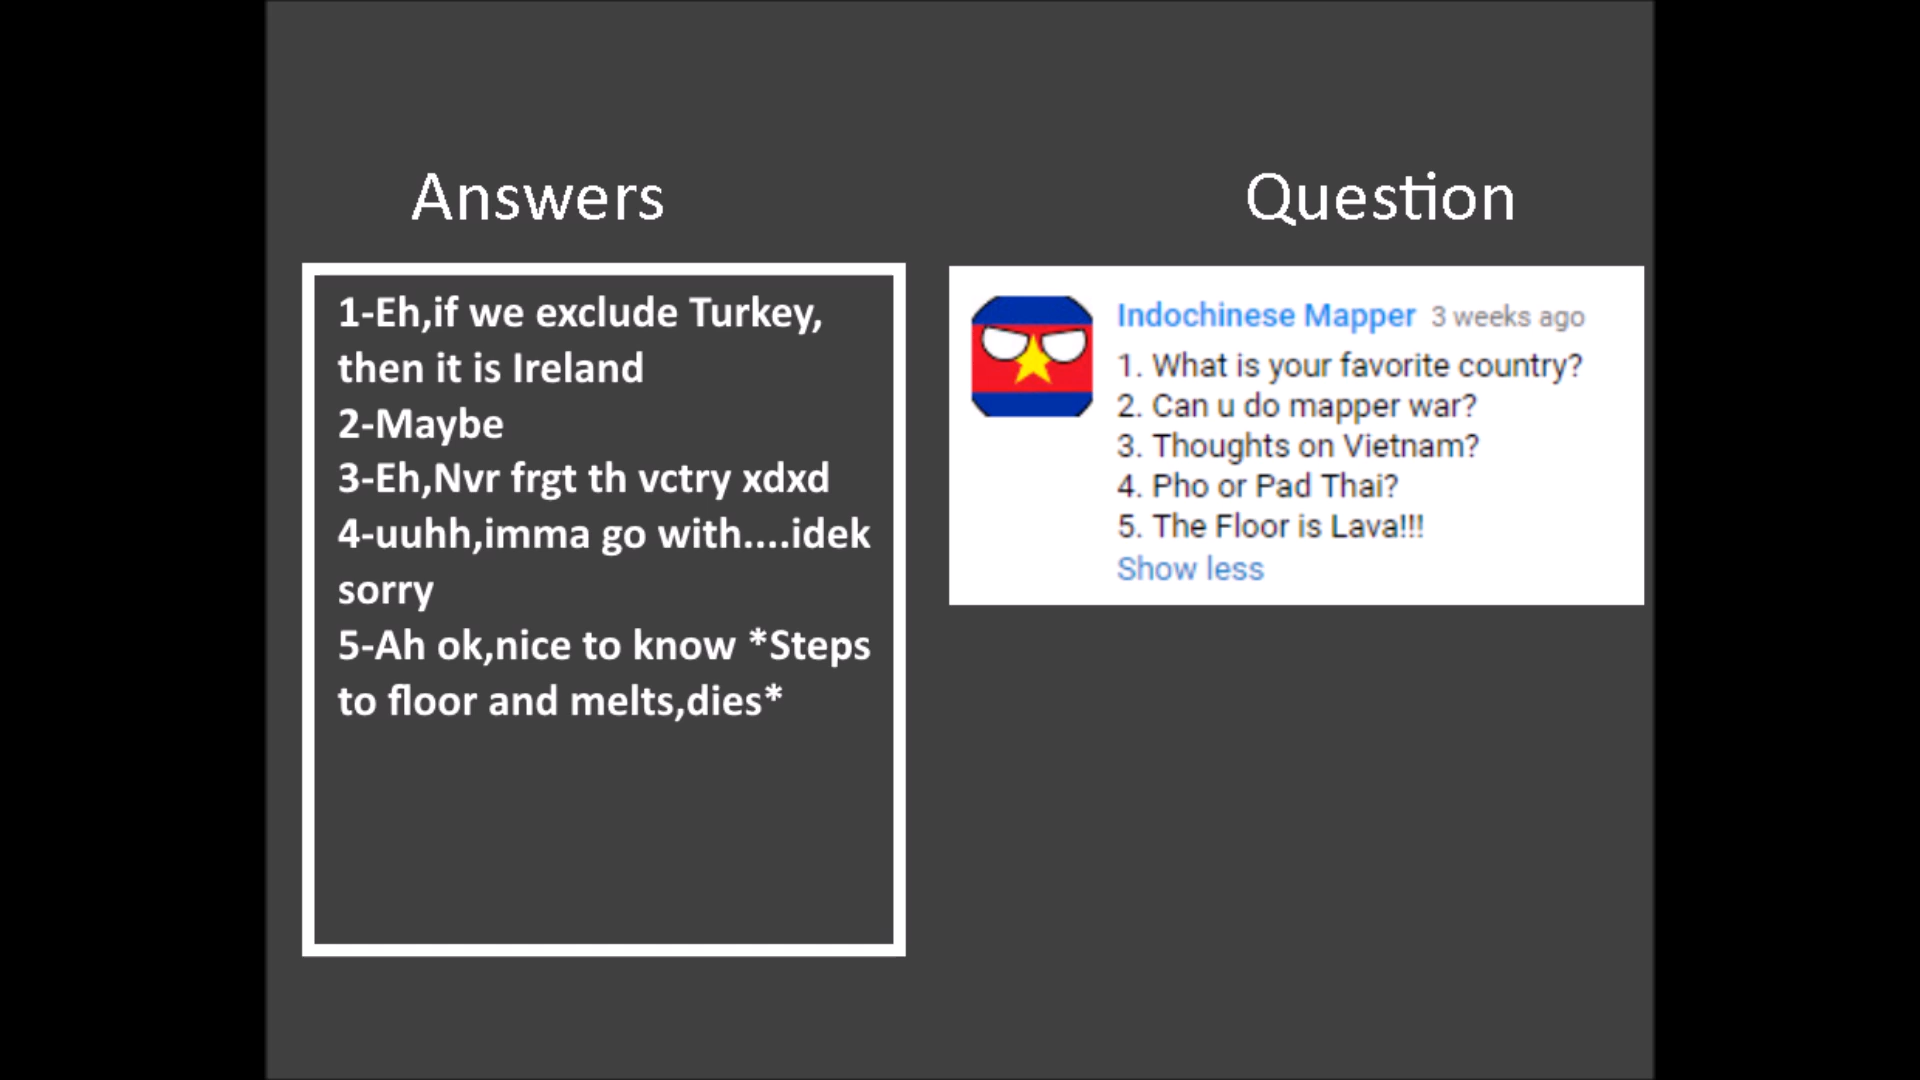 Answers
1-Eh,if we exclude Turkey,
then it is Ireland
2-Maybe
3-Eh,Nvr frgt th vctry xdxd
4-uuhh,imma go with....idek
sorry
5-Ah ok,nice to know *Steps
to floor and melts,dies*
Question
Indochinese Mapper 3 weeks ago
1. What is your favorite country?
2. Can u do mapper war?
3. Thoughts on Vietnam?
4. Pho or Pad Thai?
5. The Floor is Lava!!!
Show less